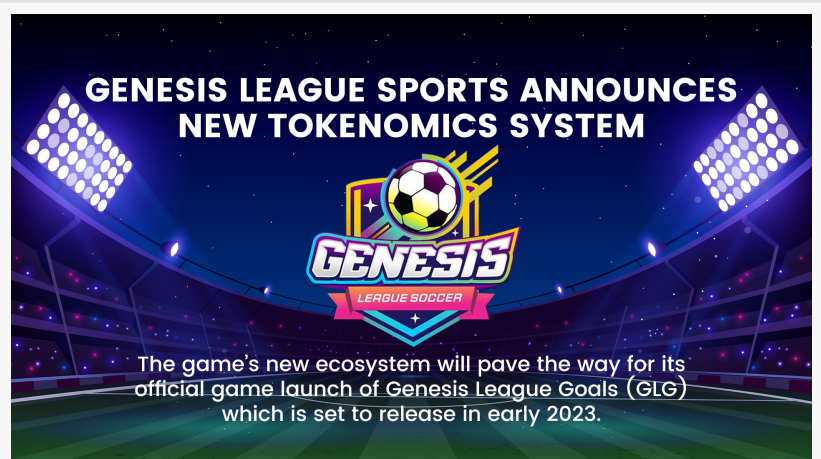 GENESIS LEAGUE SPORTS ANNOUNCES
NEW TOKENOMICS SYSTEM
GENESIS
LEAGUE SOCCER
The game's new ecosystem will pave the way for its
official game launch of Genesis League Goals (GLG)
which is set to release in early 2023.